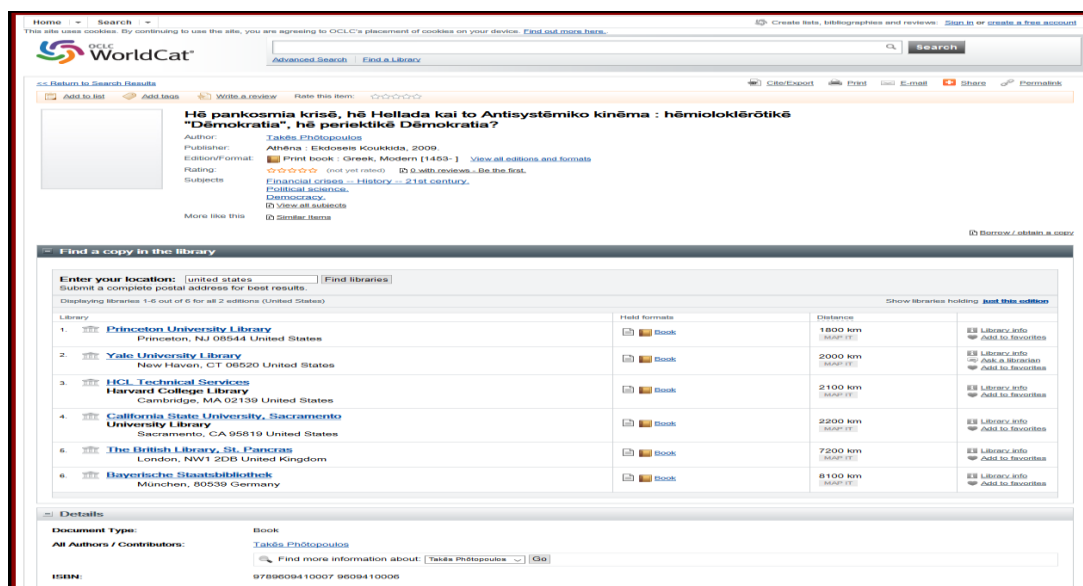 Home Search
Create lists, bibliographies and reviews: Sign in or create a free account
This site uses cookies. By continuing to use the site, you are agreeing to OCLC's placement of cookies on your device. Find out more here.
OCLC
WorldCat®
Search
Advanced Search Find a Library
<< Return to Search Results
Cite/Export Print E-mail Share Permalink
Add to list Add tags Write a review Rate this item:
Hē pankosmia krisē, hē Hellada kai to Antisystēmiko kinēma : hēmioloklērōtikē
"Dēmokratia", hē periektikē Dēmokratia?
Author: Takēs Phōtopoulos
Publisher: Athēna : Ekdoseis Koukkida, 2009.
Edition/Format: Print book : Greek, Modern [1453- ] View all editions and formats
Rating: (not yet rated) 0 with reviews - Be the first.
Subjects Financial crises -- History -- 21st century.
Political science.
Democracy.
View all subjects
More like this Similar Items
Borrow / obtain a copy
Find a copy in the library
Enter your location: united states Find libraries
Submit a complete postal address for best results.
Displaying libraries 1-6 out of 6 for all 2 editions (United States) Show libraries holding just this edition
Library Held formats Distance
1. Princeton University Library Book 1800 km Library info
Princeton, NJ 08544 United States MAP IT Add to favorites
2. Yale University Library Book 2000 km Library info
New Haven, CT 06520 United States MAP IT Ask a librarian
Add to favorites
3. HCL Technical Services Book 2100 km Library info
Harvard College Library MAP IT Add to favorites
Cambridge, MA 02139 United States
4. California State University, Sacramento Book 2200 km Library info
University Library MAP IT Add to favorites
Sacramento, CA 95819 United States
5. The British Library, St. Pancras Book 7200 km Library info
London, NW1 2DB United Kingdom MAP IT Add to favorites
6. Bayerische Staatsbibliothek Book 8100 km Library info
München, 80539 Germany MAP IT Add to favorites
Details
Document Type: Book
All Authors / Contributors: Takēs Phōtopoulos
Find more information about: Takēs Phōtopoulos Go
ISBN: 9789609410007 9609410006